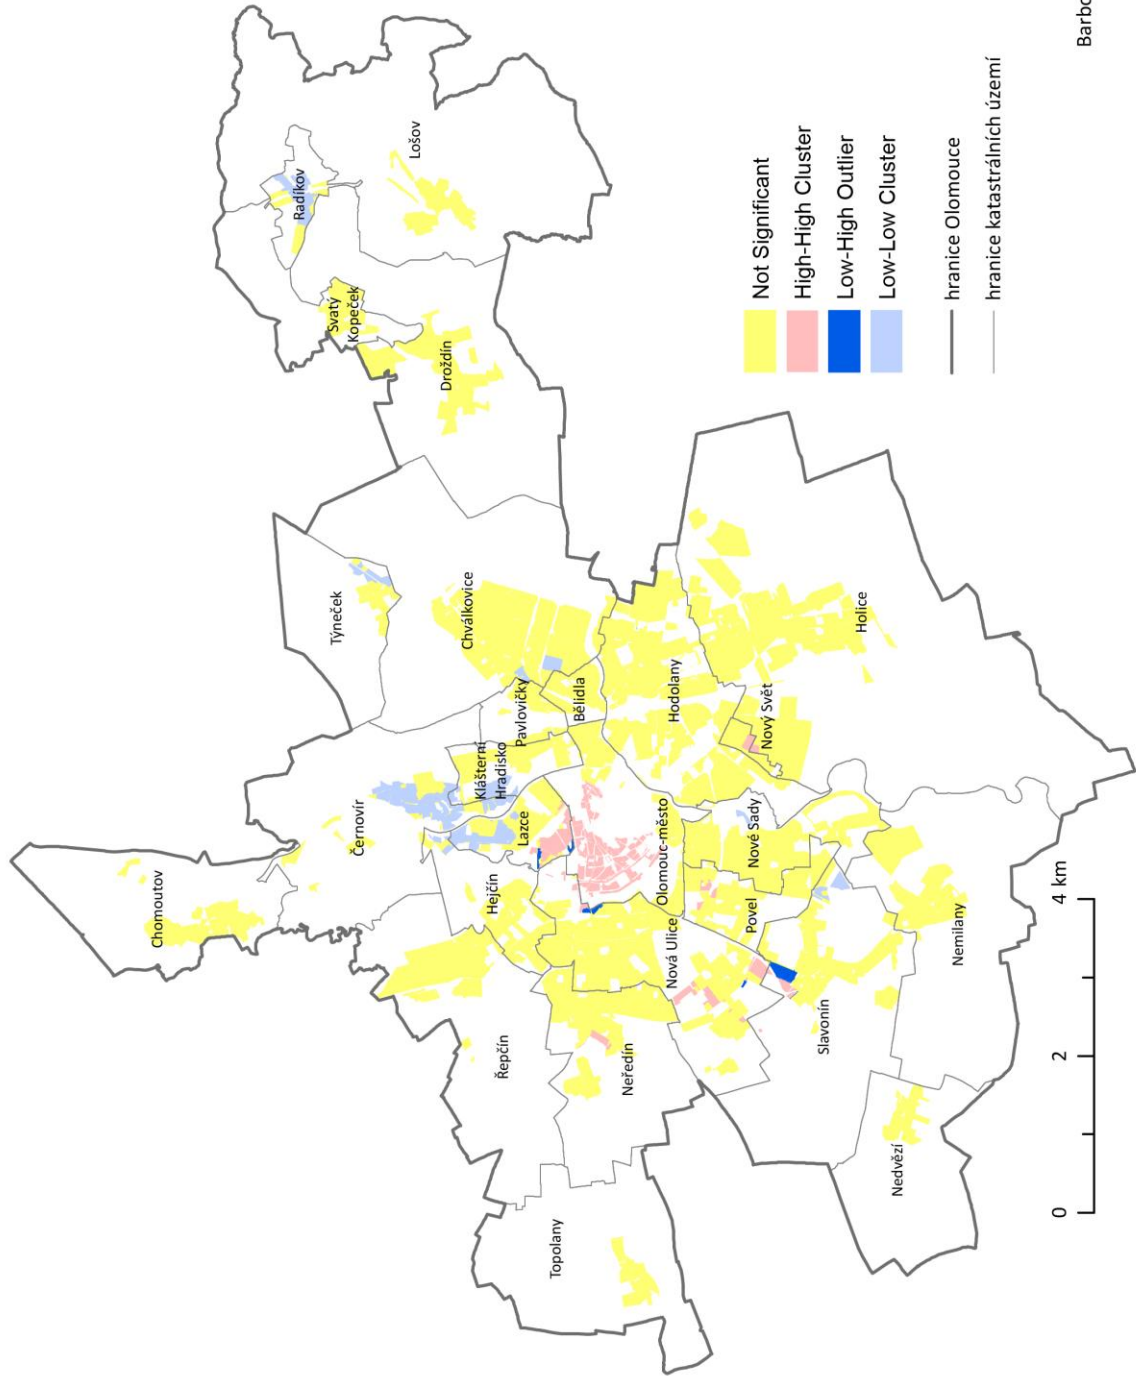 Chomoutov
Radíkov
Svatý
Kopeček
Týneček
Černovír
Lošov
Droždín
Chválkovice
Klášterní
Hradisko
Hejčín
Řepčín
Pavlovičky
Lazce
Topolany
Bělidla
Neředín
Olomouc-město
Nová Ulice
Hodolany
Povel
Nové Sady
Nový Svět
Slavonín
Holice
Nedvězí
Nemilany
Not Significant
High-High Cluster
Low-High Outlier
Low-Low Cluster
hranice Olomouce
hranice katastrálních území
0 2 4 km
Barbo